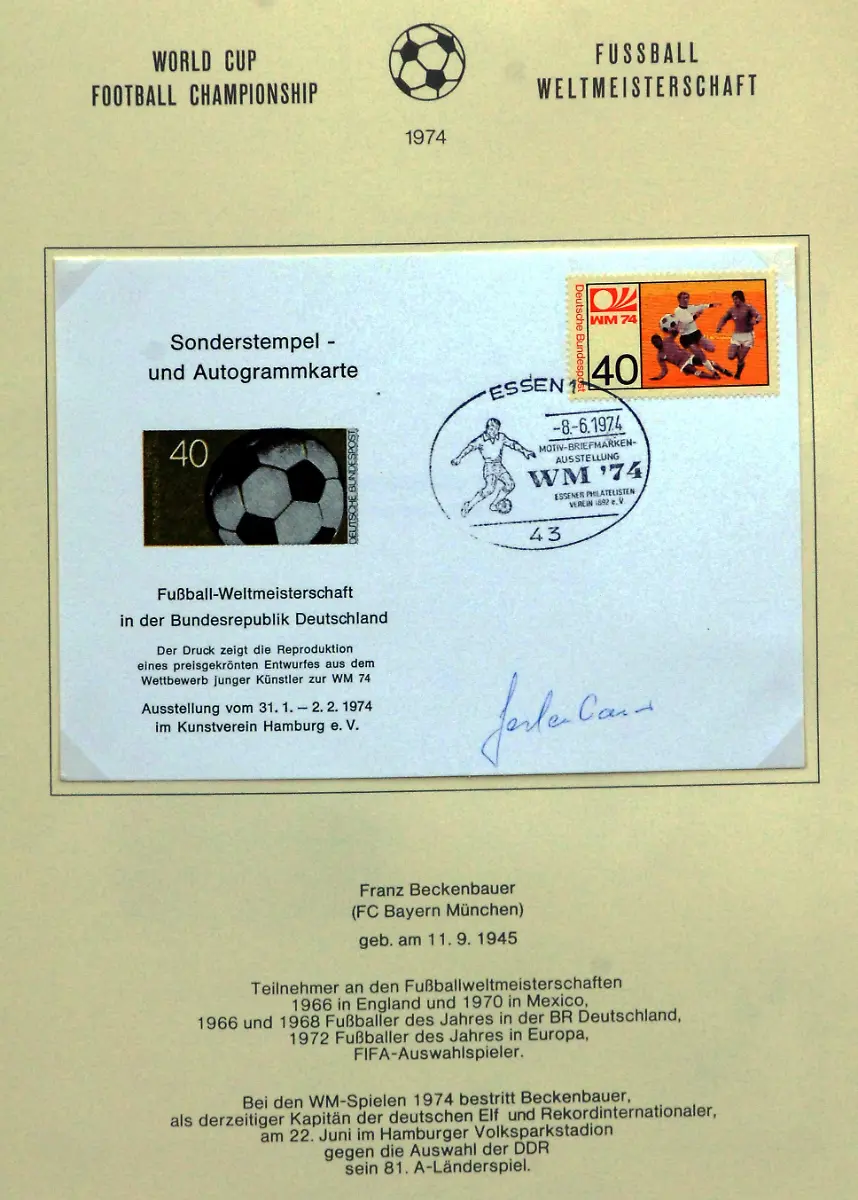 WORLD CUP
FOOTBALL CHAMPIONSHIP
1974
FUSSBALL
WELTMEISTERSCHAFT
Sonderstempel -
und Autogrammkarte
40
DEUTSCHE BUNDESPOST
Fußball-Weltmeisterschaft
in der Bundesrepublik Deutschland
Der Druck zeigt die Reproduktion
eines preisgekrönten Entwurfes aus dem
Wettbewerb junger Künstler zur WM 74
Ausstellung vom 31. 1. – 2. 2. 1974
im Kunstverein Hamburg e. V.
Deutsche Bundespost
WM 74
40
ESSEN 1
-8.-6.1974
MOTIV-BRIEFMARKEN-
AUSSTELLUNG
WM '74
ESSENER PHILATELISTEN
VEREIN 1892 e. V.
43
Franz Beckenbauer
(FC Bayern München)
geb. am 11. 9. 1945
Teilnehmer an den Fußballweltmeisterschaften
1966 in England und 1970 in Mexico,
1966 und 1968 Fußballer des Jahres in der BR Deutschland,
1972 Fußballer des Jahres in Europa,
FIFA-Auswahlspieler.
Bei den WM-Spielen 1974 bestritt Beckenbauer,
als derzeitiger Kapitän der deutschen Elf und Rekordinternationaler,
am 22. Juni im Hamburger Volksparkstadion
gegen die Auswahl der DDR
sein 81. A-Länderspiel.